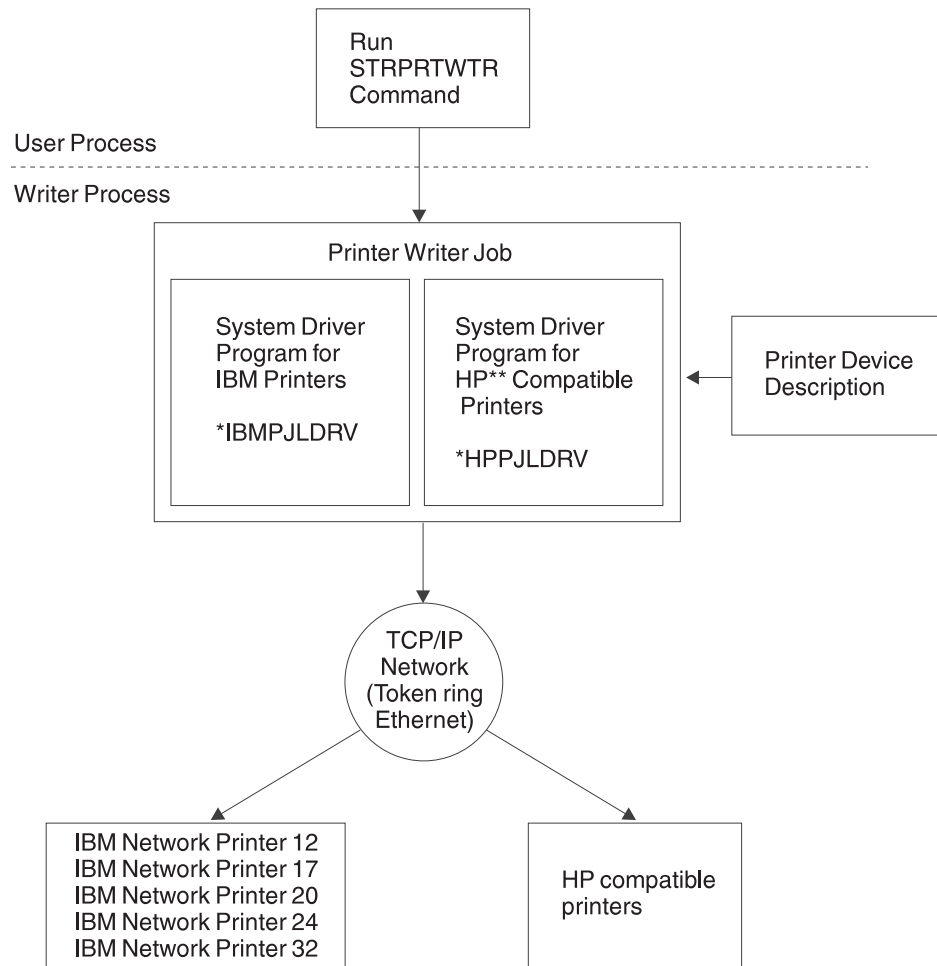 Run
STRPRTWTR
Command
User Process
Writer Process
Printer Writer Job
System Driver
Program for
IBM Printers
*IBMPJLDRV
System Driver
Program for
HP** Compatible
Printers
*HPPJLDRV
Printer Device
Description
TCP/IP
Network
(Token ring
Ethernet)
IBM Network Printer 12
IBM Network Printer 17
IBM Network Printer 20
IBM Network Printer 24
IBM Network Printer 32
HP compatible
printers